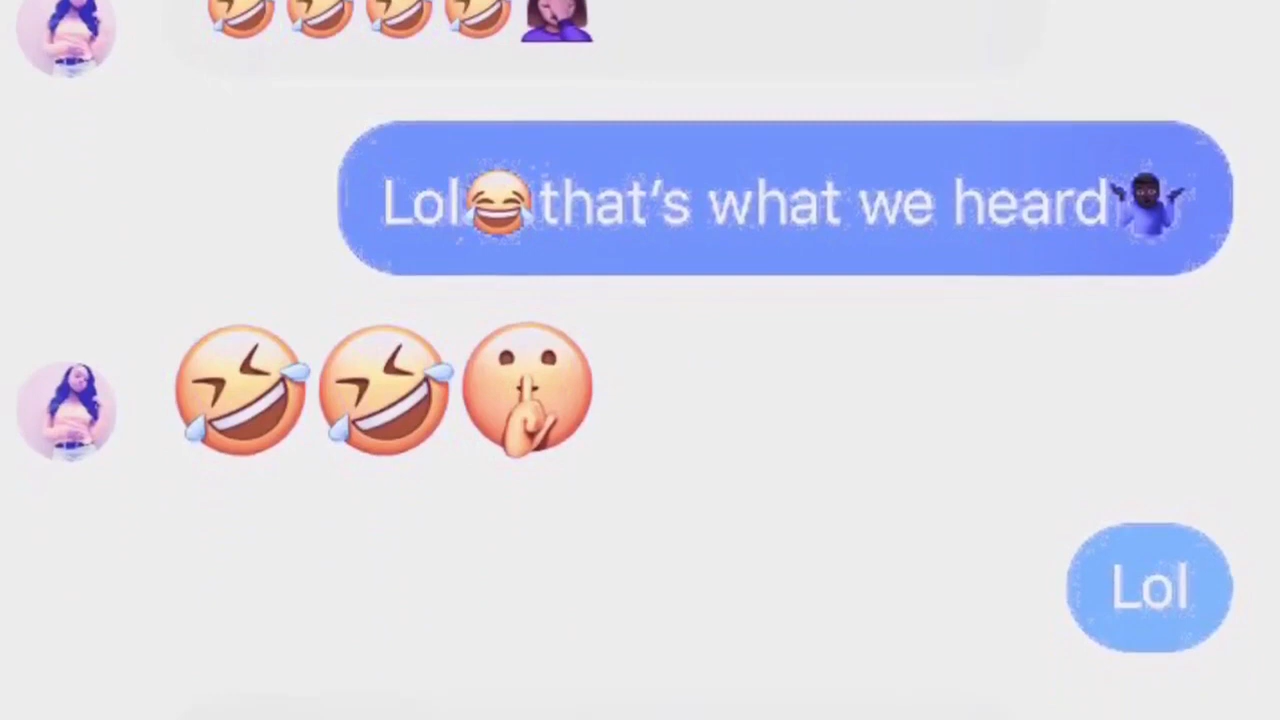 🤣🤣🤣🤣🤦🏽‍♀️
Lol😂that's what we heard🤷🏿‍♂️
🤣🤣🤫
Lol